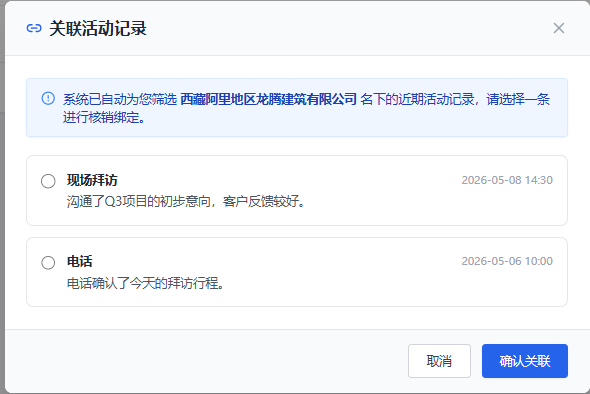 关联活动记录
系统已自动为您筛选 西藏阿里地区龙腾建筑有限公司 名下的近期活动记录，请选择一条
进行核销绑定。
现场拜访 2026-05-08 14:30
沟通了Q3项目的初步意向，客户反馈较好。
电话 2026-05-06 10:00
电话确认了今天的拜访行程。
取消 确认关联